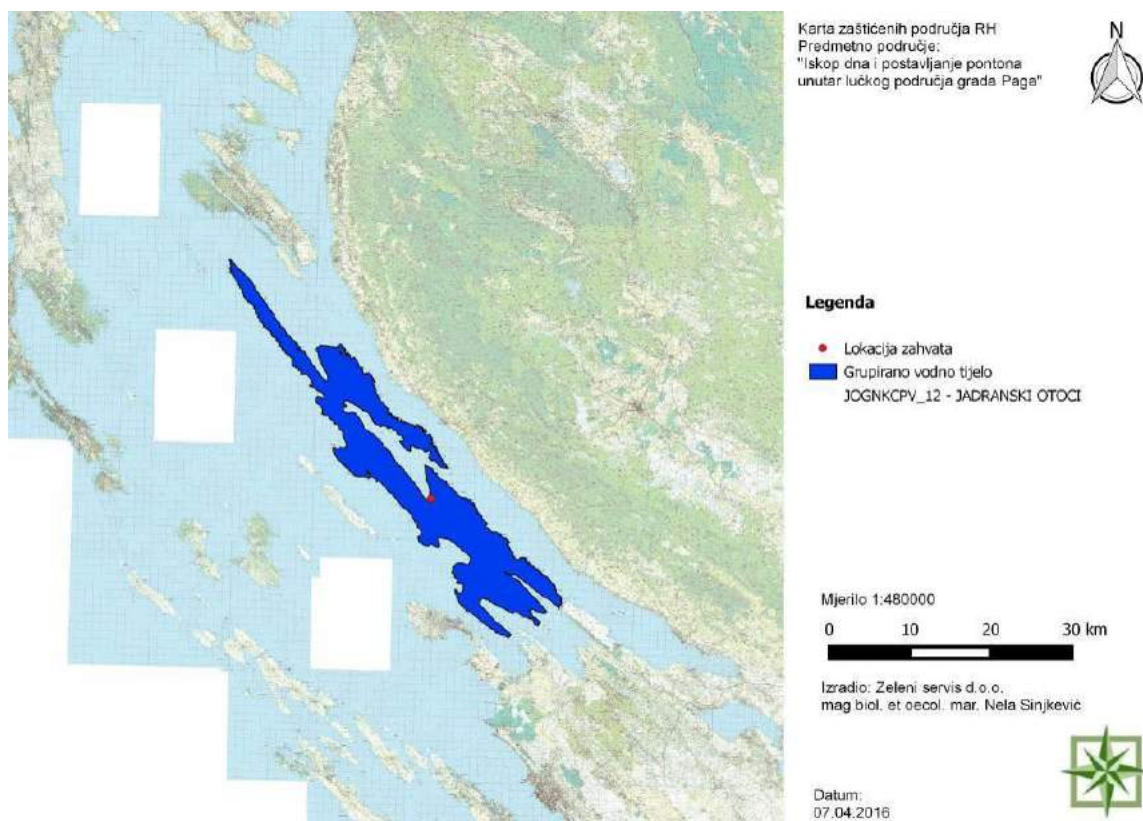 Karta zaštićenih područja RH
Predmetno područje:
"Iskop dna i postavljanje pontona
unutar lučkog područja grada Paga"
N
Legenda
Lokacija zahvata
Grupirano vodno tijelo
JOGNKCPV_12 - JADRANSKI OTOCI
Mjerilo 1:480000
0 10 20 30 km
Izradio: Zeleni servis d.o.o.
mag biol. et oecol. mar. Nela Sinjkević
Datum:
07.04.2016